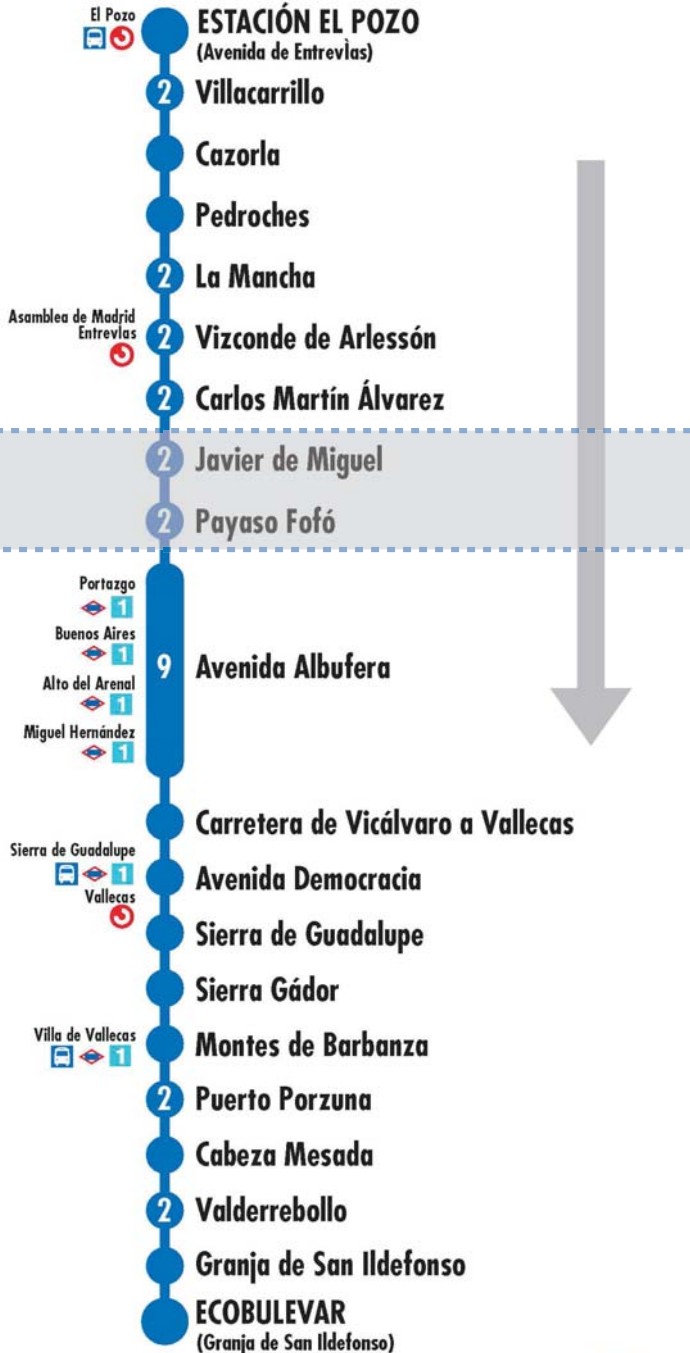 El Pozo
ESTACIÓN EL POZO
(Avenida de Entrevìas)
2 Villacarrillo
Cazorla
Pedroches
2 La Mancha
Asamblea de Madrid
Entrevìas
2 Vizconde de Arlessón
2 Carlos Martín Álvarez
2 Javier de Miguel
2 Payaso Fofó
Portazgo
1
Buenos Aires
1
Alto del Arenal
1
Miguel Hernández
1
9 Avenida Albufera
Carretera de Vicálvaro a Vallecas
Sierra de Guadalupe
1
Vallecas
Avenida Democracia
Sierra de Guadalupe
Sierra Gádor
Villa de Vallecas
1
Montes de Barbanza
2 Puerto Porzuna
Cabeza Mesada
2 Valderrebollo
Granja de San Ildefonso
ECOBULEVAR
(Granja de San Ildefonso)